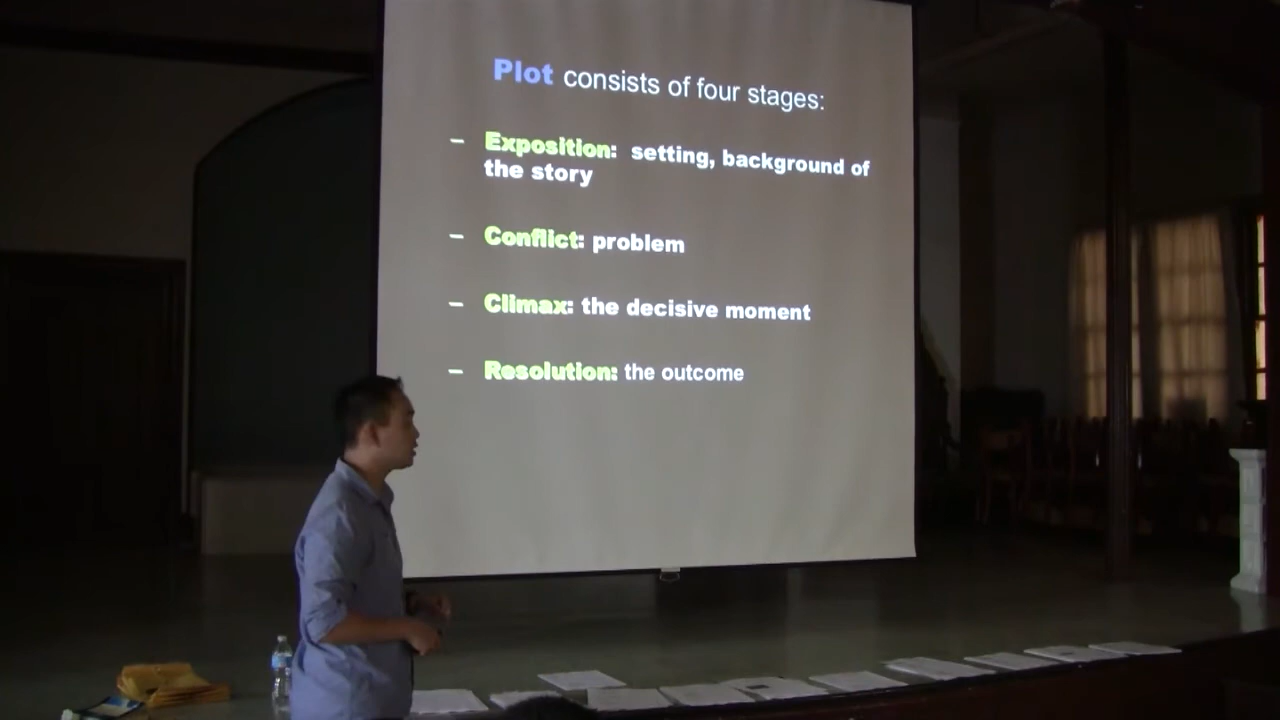 Plot consists of four stages:
– Exposition: setting, background of
the story
– Conflict: problem
– Climax: the decisive moment
– Resolution: the outcome